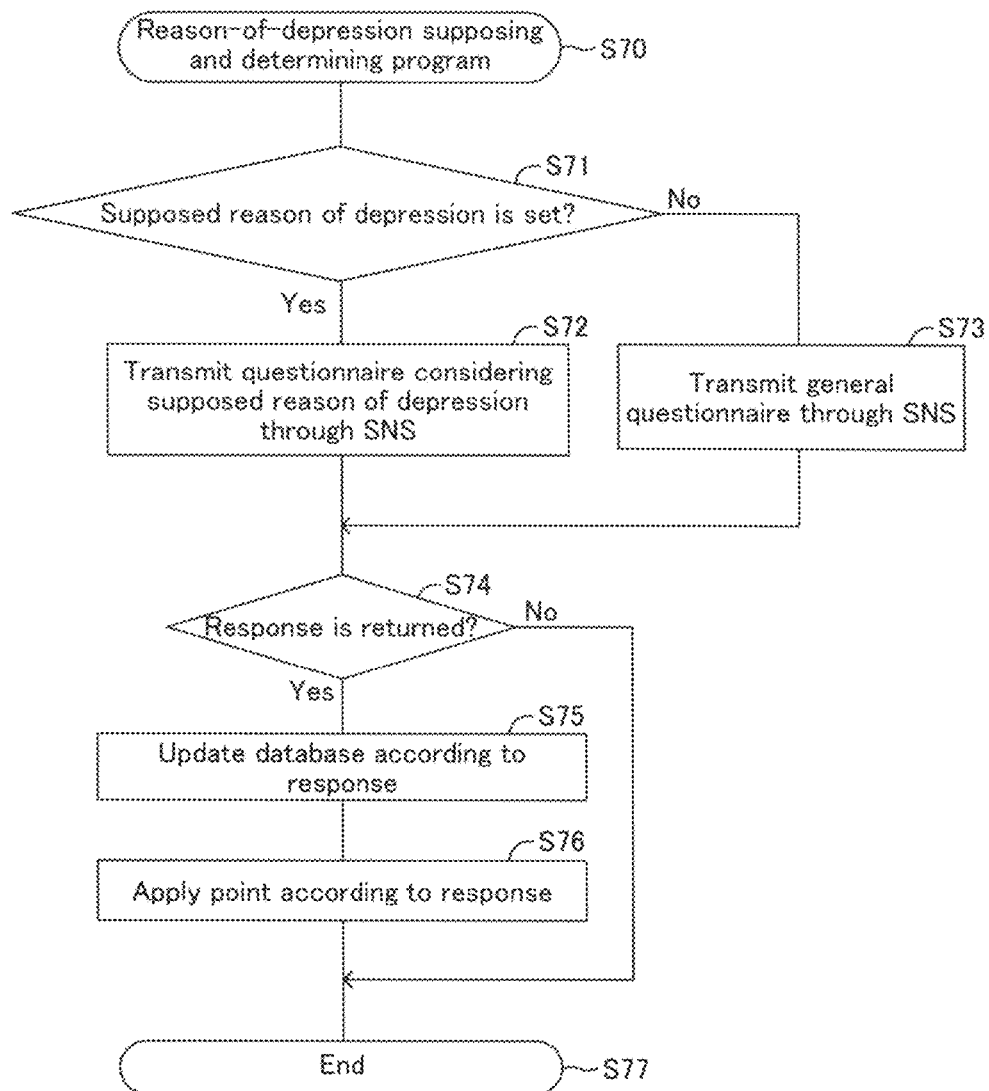 Reason-of-depression supposing
and determining program
S70
S71
Supposed reason of depression is set?
No
Yes
S72
S73
Transmit questionnaire considering
supposed reason of depression
through SNS
Transmit general
questionnaire through SNS
S74
Response is returned?
No
Yes
S75
Update database according to
response
S76
Apply point according to response
End
S77